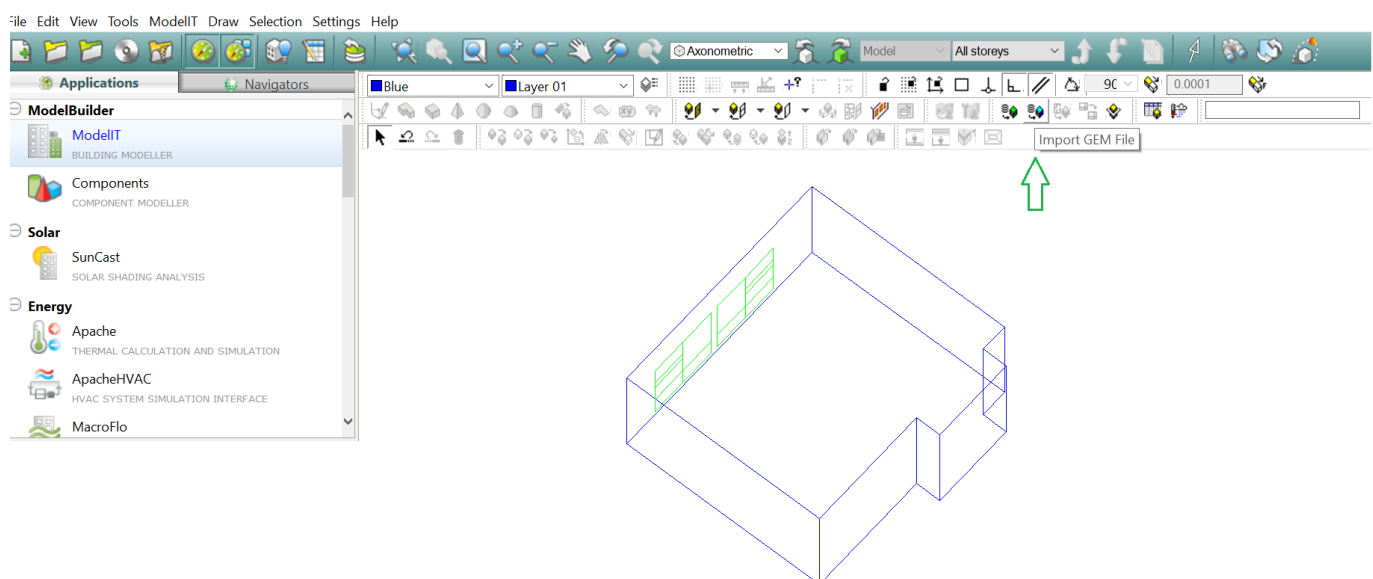 File Edit View Tools ModelIT Draw Selection Settings Help
Axonometric Model All storeys
Applications Navigators Blue Layer 01 90 0.0001
ModelBuilder
ModelIT
BUILDING MODELLER
Import GEM File
Components
COMPONENT MODELLER
Solar
SunCast
SOLAR SHADING ANALYSIS
Energy
Apache
THERMAL CALCULATION AND SIMULATION
ApacheHVAC
HVAC SYSTEM SIMULATION INTERFACE
MacroFlo